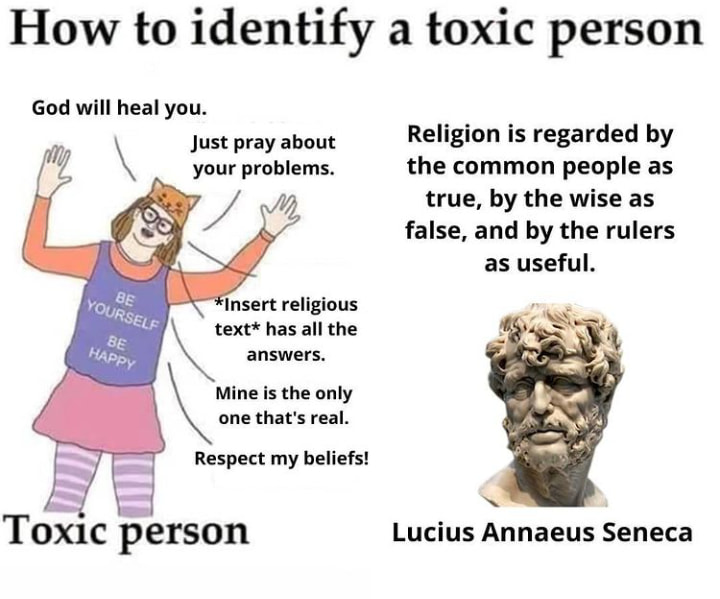 How to identify a toxic person
God will heal you.
Just pray about
your problems.
BE
YOURSELF
BE
HAPPY
*Insert religious
text* has all the
answers.
Mine is the only
one that's real.
Respect my beliefs!
Toxic person
Religion is regarded by
the common people as
true, by the wise as
false, and by the rulers
as useful.
Lucius Annaeus Seneca